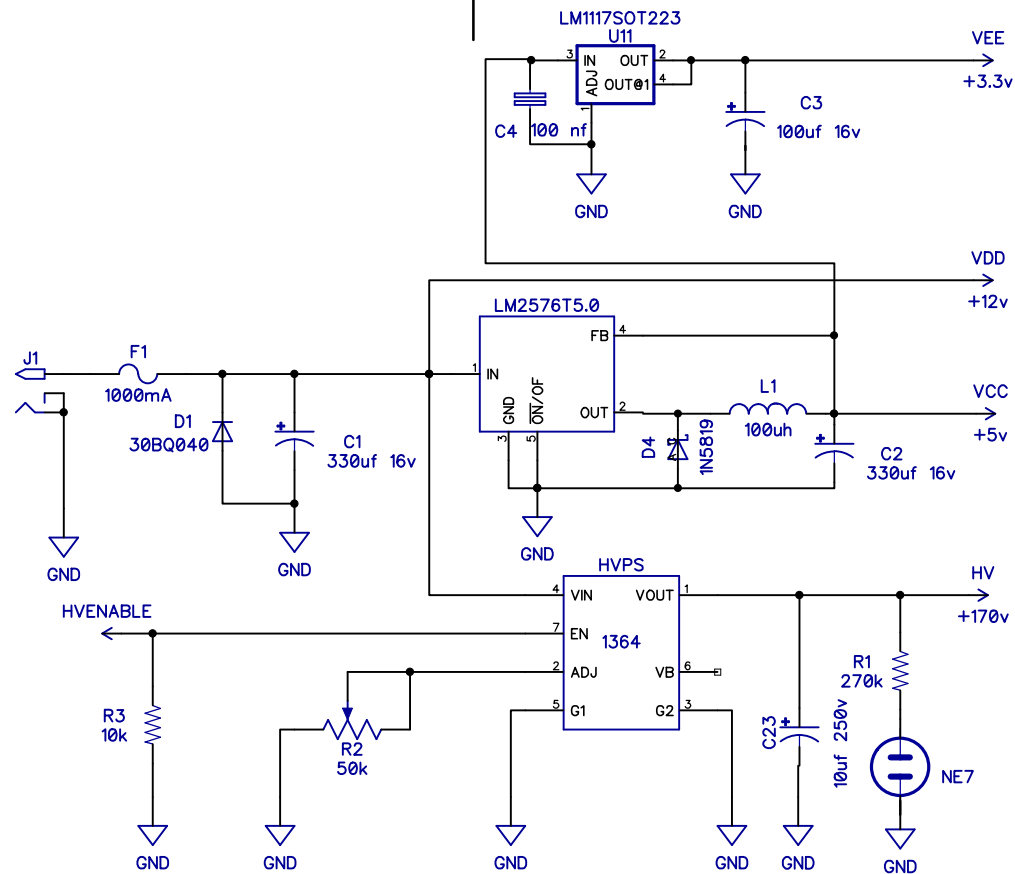 LM1117SOT223
U11
VEE
3
IN
OUT
2
+3.3v
ADJ
OUT@1
4
1
C4
100 nf
C3
100uf 16v
GND
GND
VDD
+12v
LM2576T5.0
FB
4
J1
F1
1000mA
1
IN
GND
ON/OF
OUT
2
3
5
L1
100uh
VCC
+5v
D1
30BQ040
C1
330uf 16v
D4
1N5819
C2
330uf 16v
GND
GND
GND
HVPS
4
VIN
VOUT
1
HV
+170v
HVENABLE
7
EN
1364
2
ADJ
VB
6
5
G1
G2
3
R1
270k
R3
10k
R2
50k
C23
10uf 250v
NE7
GND
GND
GND
GND
GND
GND